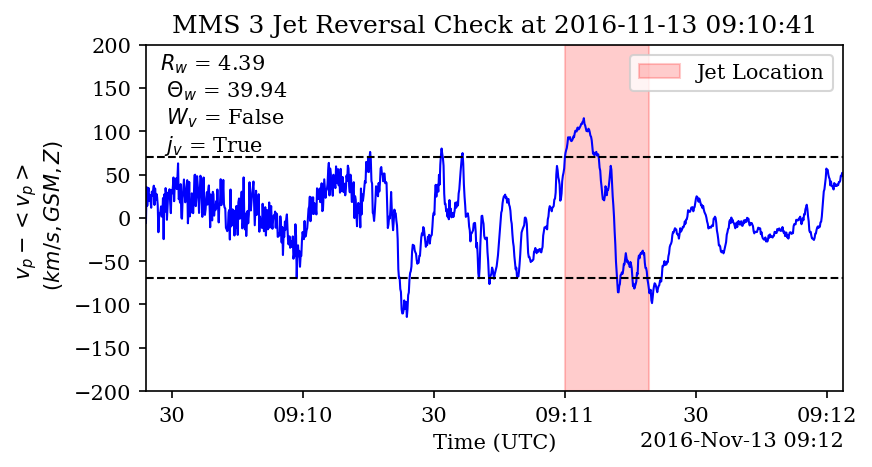 MMS 3 Jet Reversal Check at 2016-11-13 09:10:41
R_w = 4.39
Θ_w = 39.94
W_v = False
j_v = True
Jet Location
v_p − < v_p >
(km/s, GSM, Z)
200
150
100
50
0
−50
−100
−150
−200
30
09:10
30
09:11
30
09:12
Time (UTC)
2016-Nov-13 09:12